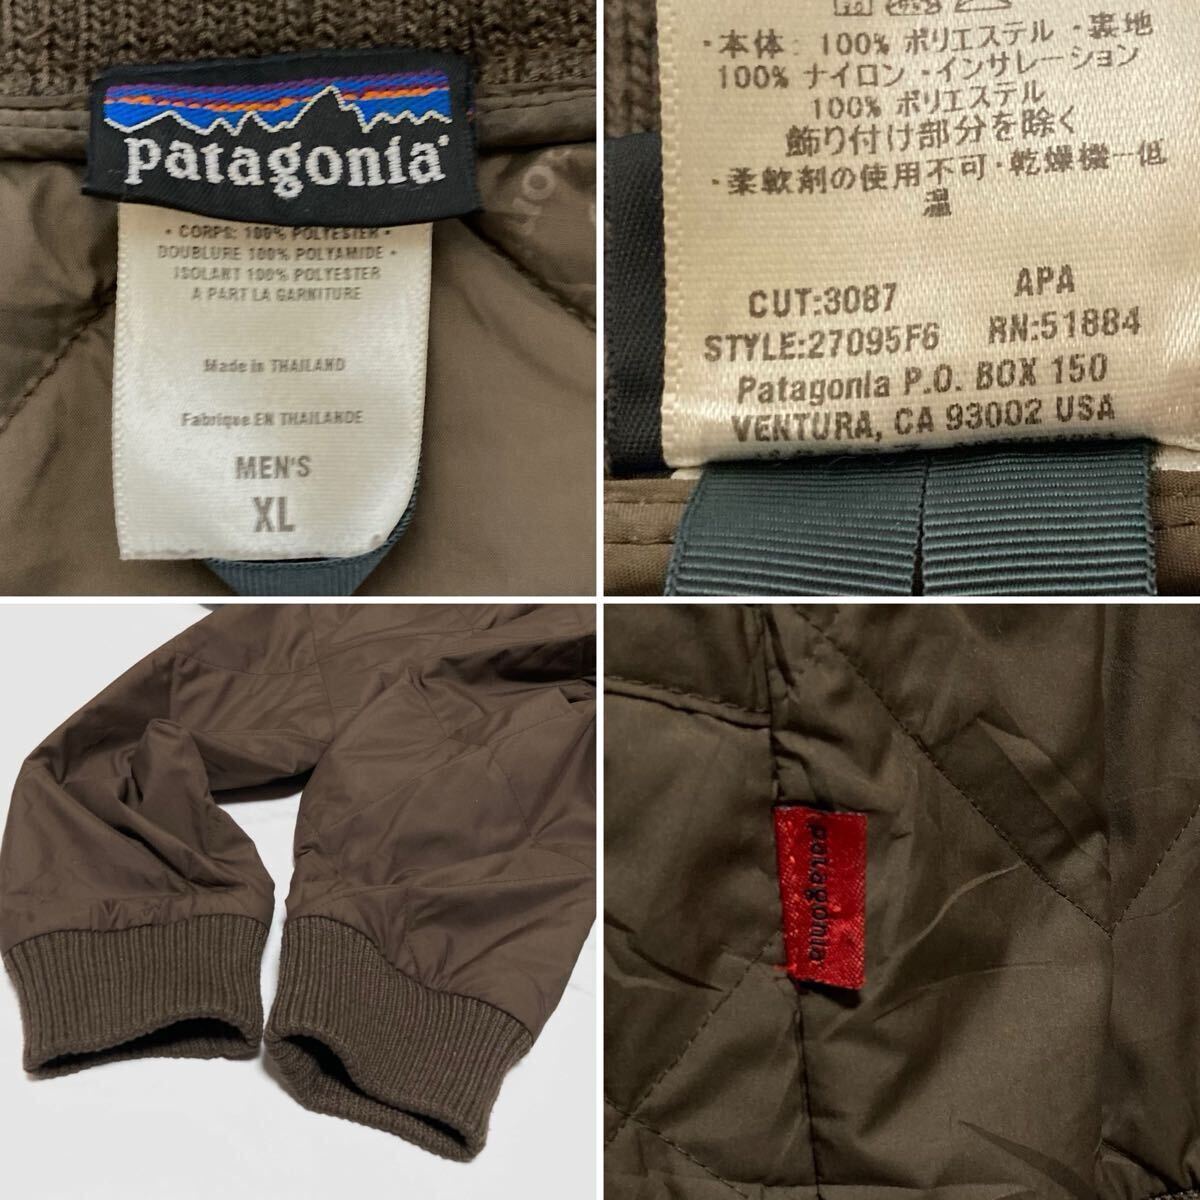 patagonia
• CORPS: 100% POLYESTER •
DOUBLURE 100% POLYAMIDE •
ISOLANT 100% POLYESTER
A PART LA GARNITURE
Made in THAILAND
Fabrique EN THAILANDE
MEN'S
XL
・本体: 100% ポリエステル ・裏地
100% ナイロン ・インサレーション
100% ポリエステル
飾り付け部分を除く
・柔軟剤の使用不可・乾燥機ー低
温
CUT:3087 APA
STYLE:27095F6 RN:51884
Patagonia P.O. BOX 150
VENTURA, CA 93002 USA
patagonia